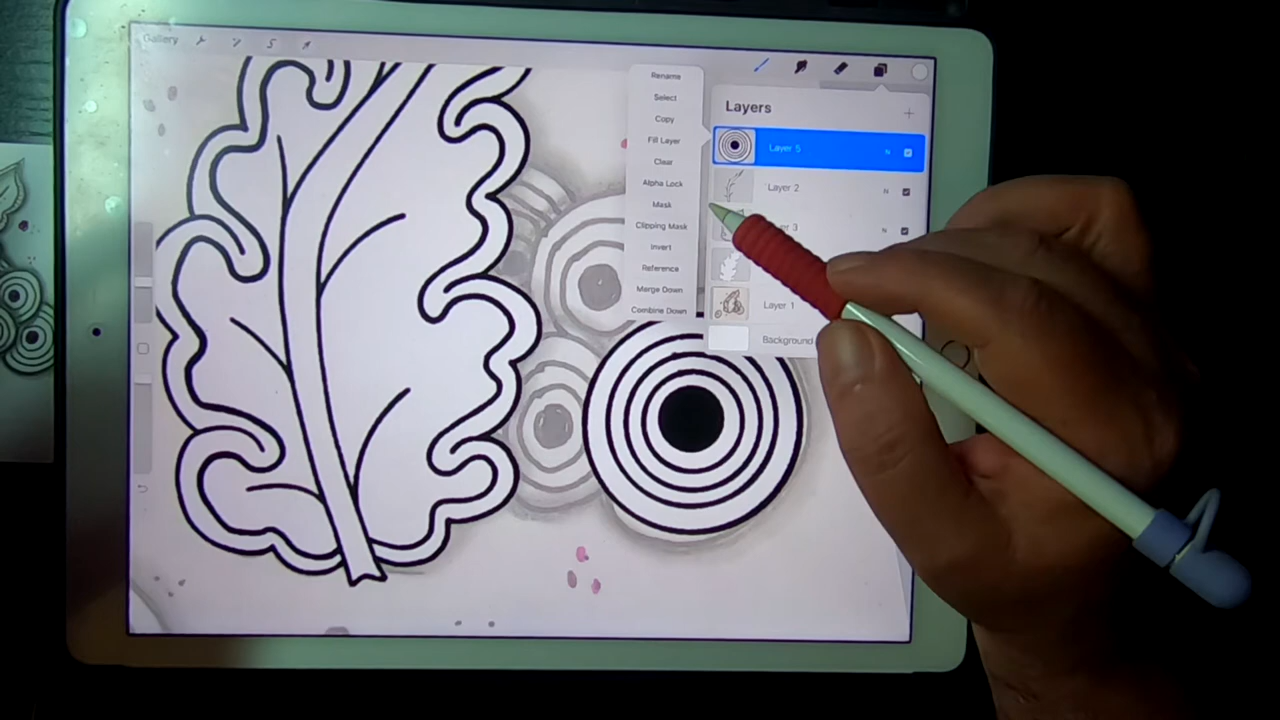 Gallery
Rename
Select
Copy
Fill Layer
Clear
Alpha Lock
Mask
Clipping Mask
Invert
Reference
Merge Down
Combine Down
Layers
Layer 5
N
Layer 2
N
3
N
Layer 1
Background